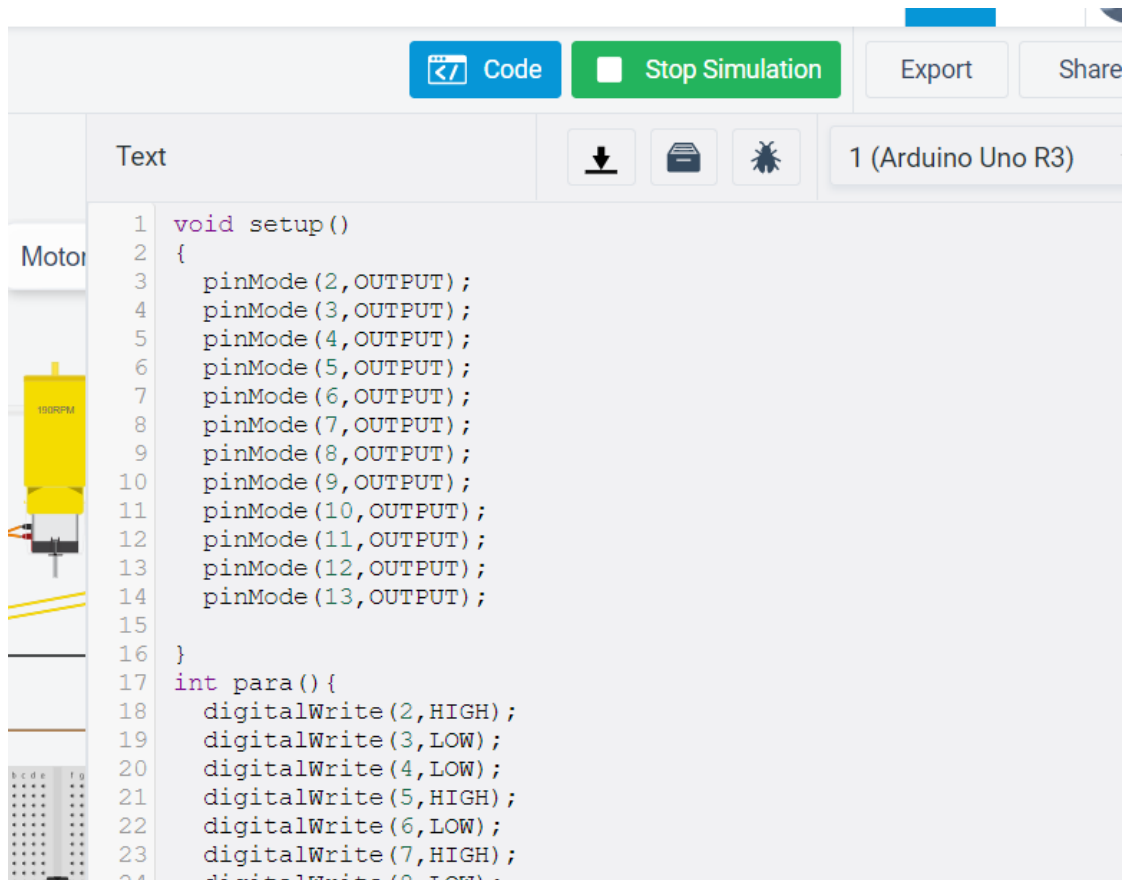 Code
Stop Simulation
Export
Share
Text
1 (Arduino Uno R3)
Motor
190RPM
1 void setup()
2 {
3 pinMode(2,OUTPUT);
4 pinMode(3,OUTPUT);
5 pinMode(4,OUTPUT);
6 pinMode(5,OUTPUT);
7 pinMode(6,OUTPUT);
8 pinMode(7,OUTPUT);
9 pinMode(8,OUTPUT);
10 pinMode(9,OUTPUT);
11 pinMode(10,OUTPUT);
12 pinMode(11,OUTPUT);
13 pinMode(12,OUTPUT);
14 pinMode(13,OUTPUT);
15
16 }
17 int para(){
18 digitalWrite(2,HIGH);
19 digitalWrite(3,LOW);
20 digitalWrite(4,LOW);
21 digitalWrite(5,HIGH);
22 digitalWrite(6,LOW);
23 digitalWrite(7,HIGH);
b c d e f g